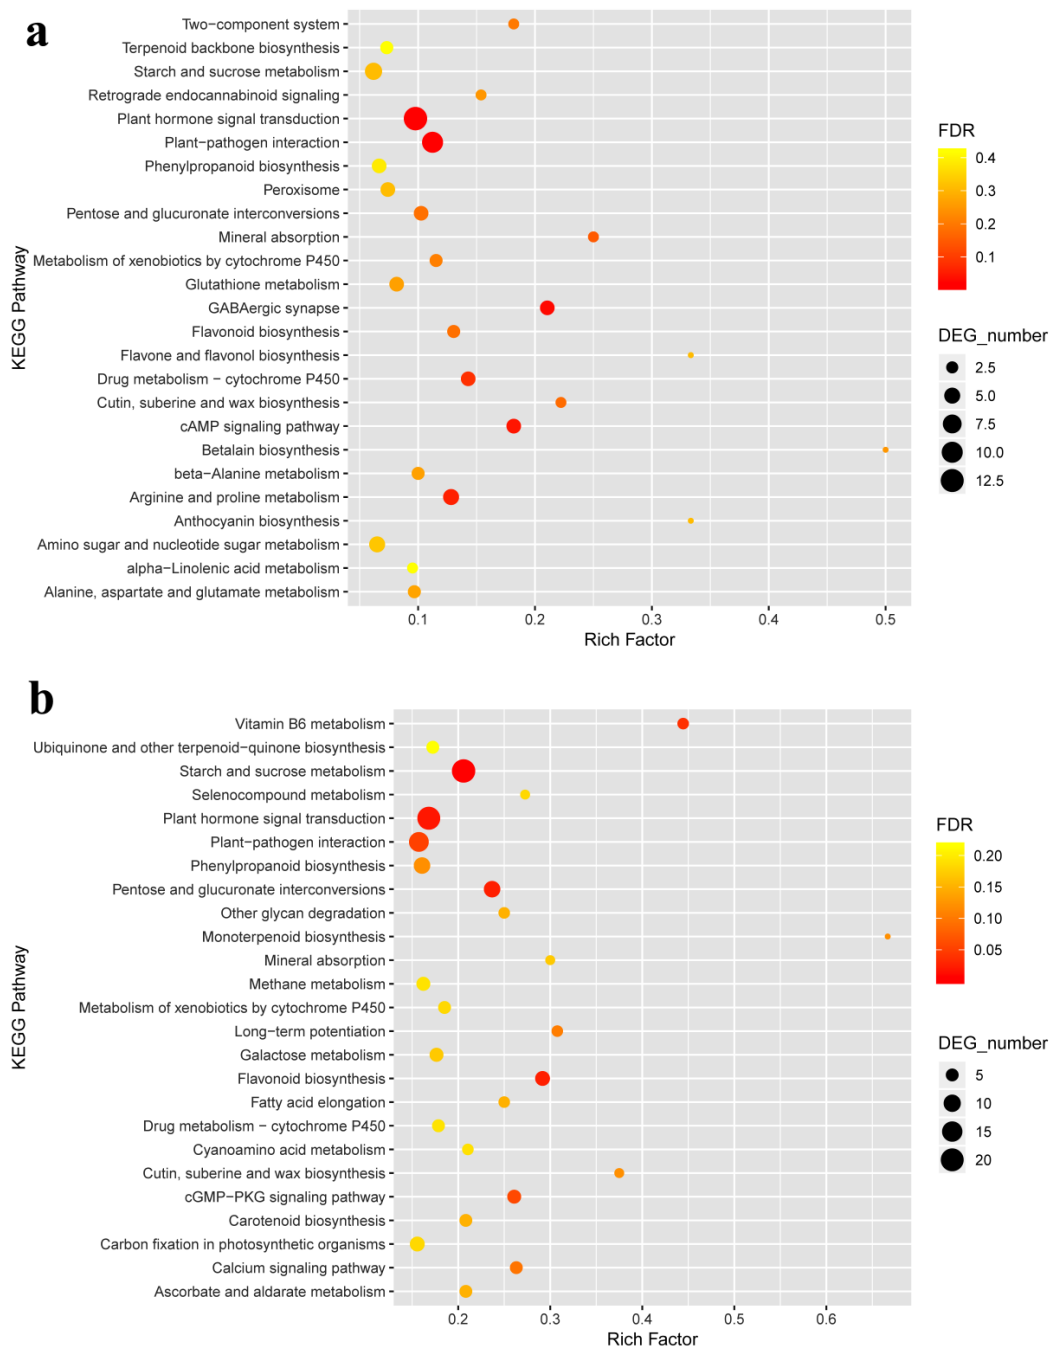 a
Two-component system
Terpenoid backbone biosynthesis
Starch and sucrose metabolism
Retrograde endocannabinoid signaling
Plant hormone signal transduction
Plant−pathogen interaction
Phenylpropanoid biosynthesis
Peroxisome
Pentose and glucuronate interconversions
Mineral absorption
Metabolism of xenobiotics by cytochrome P450
Glutathione metabolism
GABAergic synapse
Flavonoid biosynthesis
Flavone and flavonol biosynthesis
Drug metabolism − cytochrome P450
Cutin, suberine and wax biosynthesis
cAMP signaling pathway
Betalain biosynthesis
beta−Alanine metabolism
Arginine and proline metabolism
Anthocyanin biosynthesis
Amino sugar and nucleotide sugar metabolism
alpha−Linolenic acid metabolism
Alanine, aspartate and glutamate metabolism
KEGG Pathway
0.1 0.2 0.3 0.4 0.5
Rich Factor
FDR
0.4
0.3
0.2
0.1
DEG_number
2.5
5.0
7.5
10.0
12.5
b
Vitamin B6 metabolism
Ubiquinone and other terpenoid−quinone biosynthesis
Starch and sucrose metabolism
Selenocompound metabolism
Plant hormone signal transduction
Plant−pathogen interaction
Phenylpropanoid biosynthesis
Pentose and glucuronate interconversions
Other glycan degradation
Monoterpenoid biosynthesis
Mineral absorption
Methane metabolism
Metabolism of xenobiotics by cytochrome P450
Long−term potentiation
Galactose metabolism
Flavonoid biosynthesis
Fatty acid elongation
Drug metabolism − cytochrome P450
Cyanoamino acid metabolism
Cutin, suberine and wax biosynthesis
cGMP−PKG signaling pathway
Carotenoid biosynthesis
Carbon fixation in photosynthetic organisms
Calcium signaling pathway
Ascorbate and aldarate metabolism
KEGG Pathway
0.2 0.3 0.4 0.5 0.6
Rich Factor
FDR
0.20
0.15
0.10
0.05
DEG_number
5
10
15
20